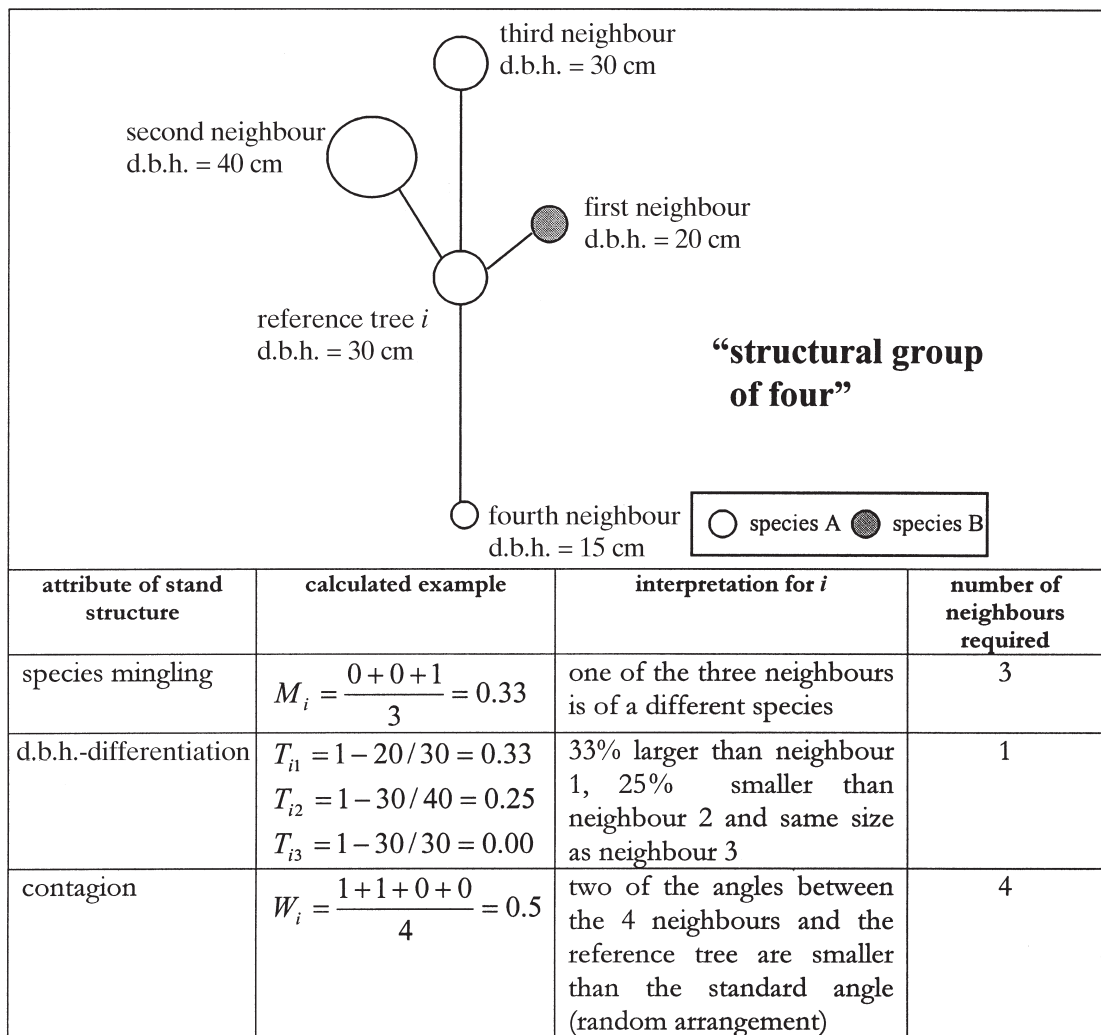 third neighbour
d.b.h. = 30 cm
second neighbour
d.b.h. = 40 cm
first neighbour
d.b.h. = 20 cm
reference tree i
d.b.h. = 30 cm
“structural group
of four”
fourth neighbour
d.b.h. = 15 cm
species A species B
attribute of stand
structure
calculated example
interpretation for i
number of
neighbours
required
species mingling
M_i = (0 + 0 + 1)/3 = 0.33
one of the three neighbours
is of a different species
3
d.b.h.-differentiation
T_{i1} = 1 − 20 / 30 = 0.33
T_{i2} = 1 − 30 / 40 = 0.25
T_{i3} = 1 − 30 / 30 = 0.00
33% larger than neighbour
1, 25% smaller than
neighbour 2 and same size
as neighbour 3
1
contagion
W_i = (1 + 1 + 0 + 0)/4 = 0.5
two of the angles between
the 4 neighbours and the
reference tree are smaller
than the standard angle
(random arrangement)
4